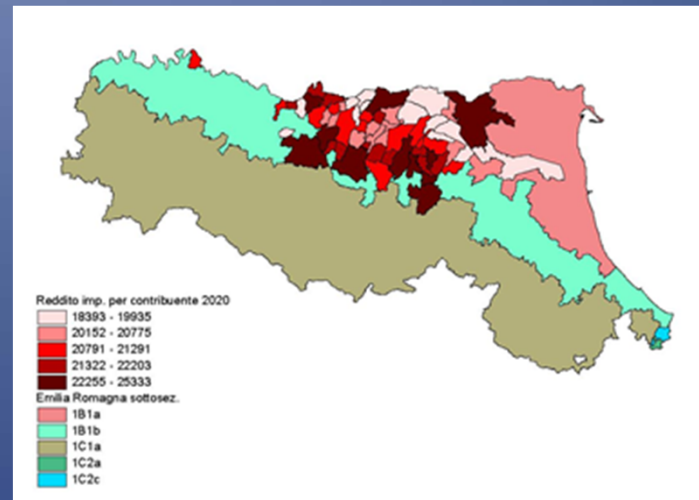 Reddito imp. per contribuente 2020
18393 - 19935
20152 - 20775
20791 - 21291
21322 - 22203
22255 - 25333
Emilia Romagna sottosez.
1B1a
1B1b
1C1a
1C2a
1C2c